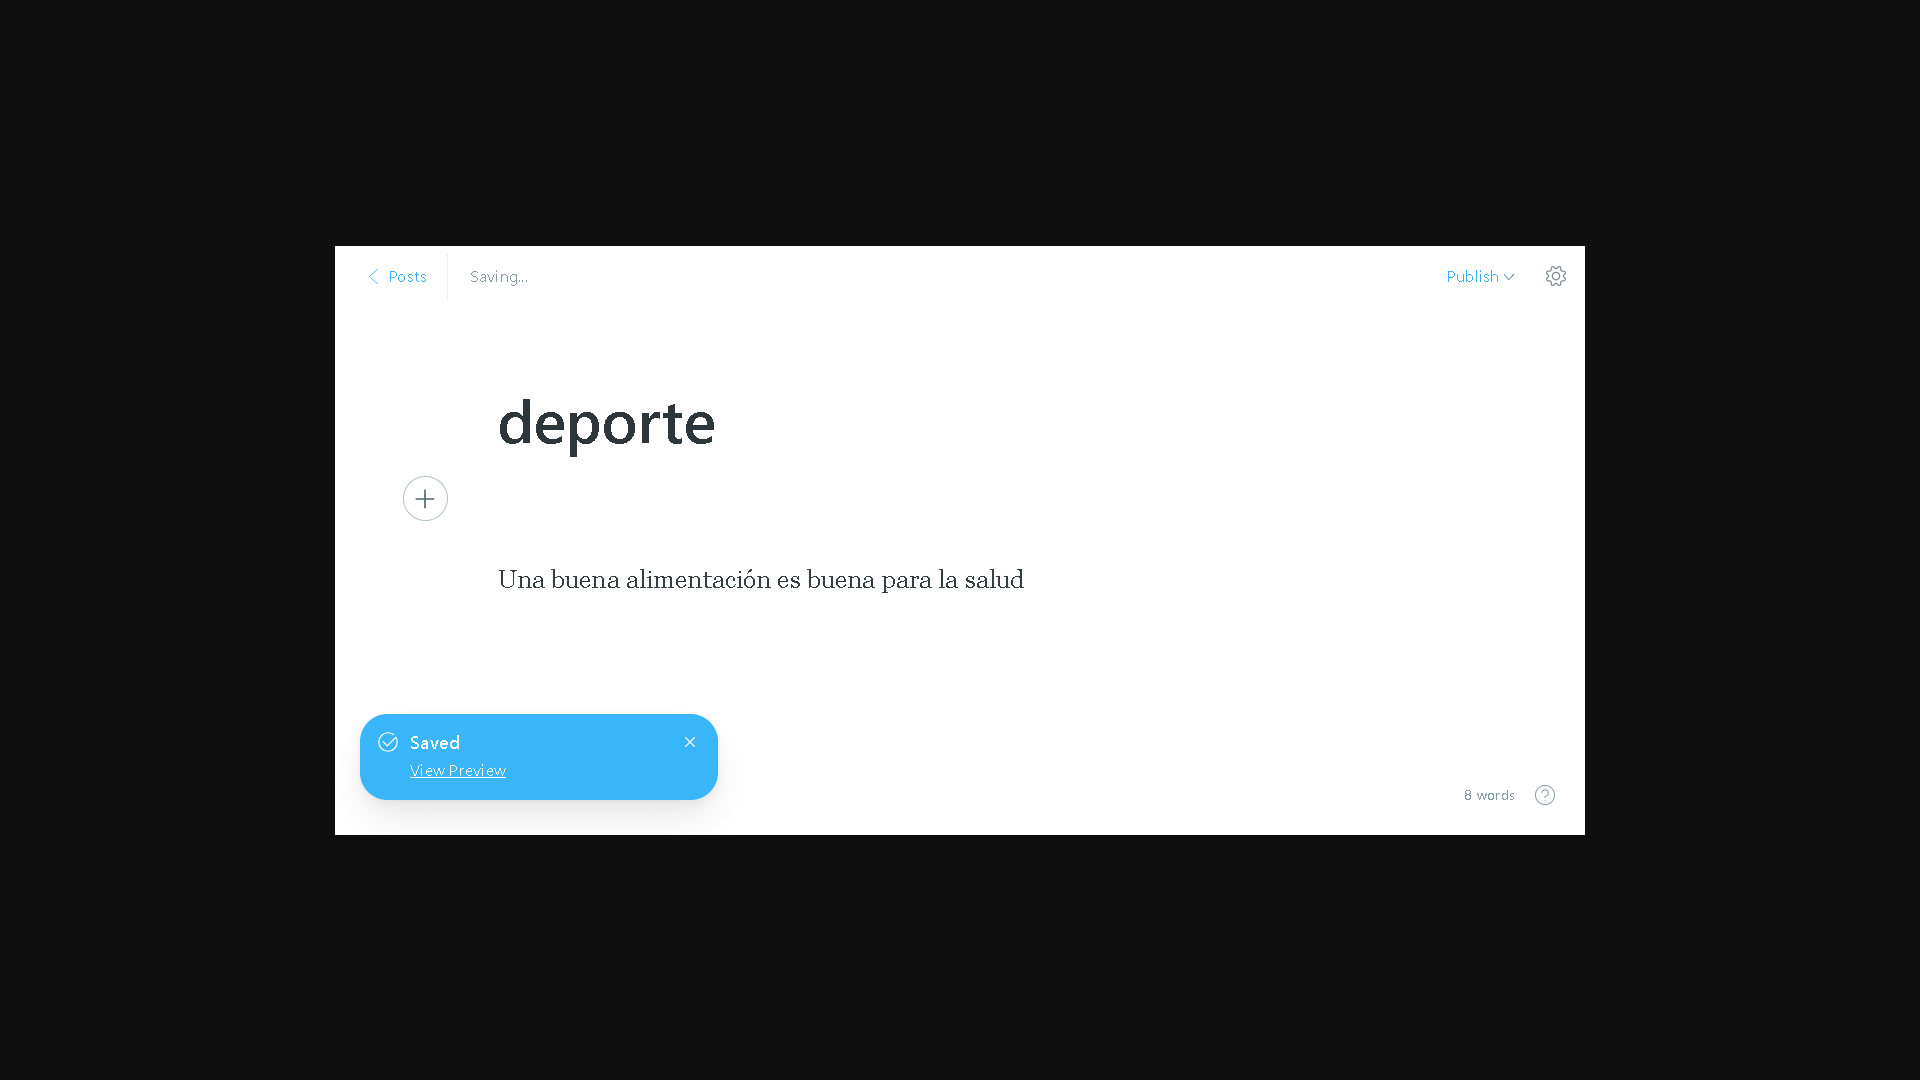 Posts
Saving...
Publish
deporte
Una buena alimentación es buena para la salud
Saved
View Preview
8 words